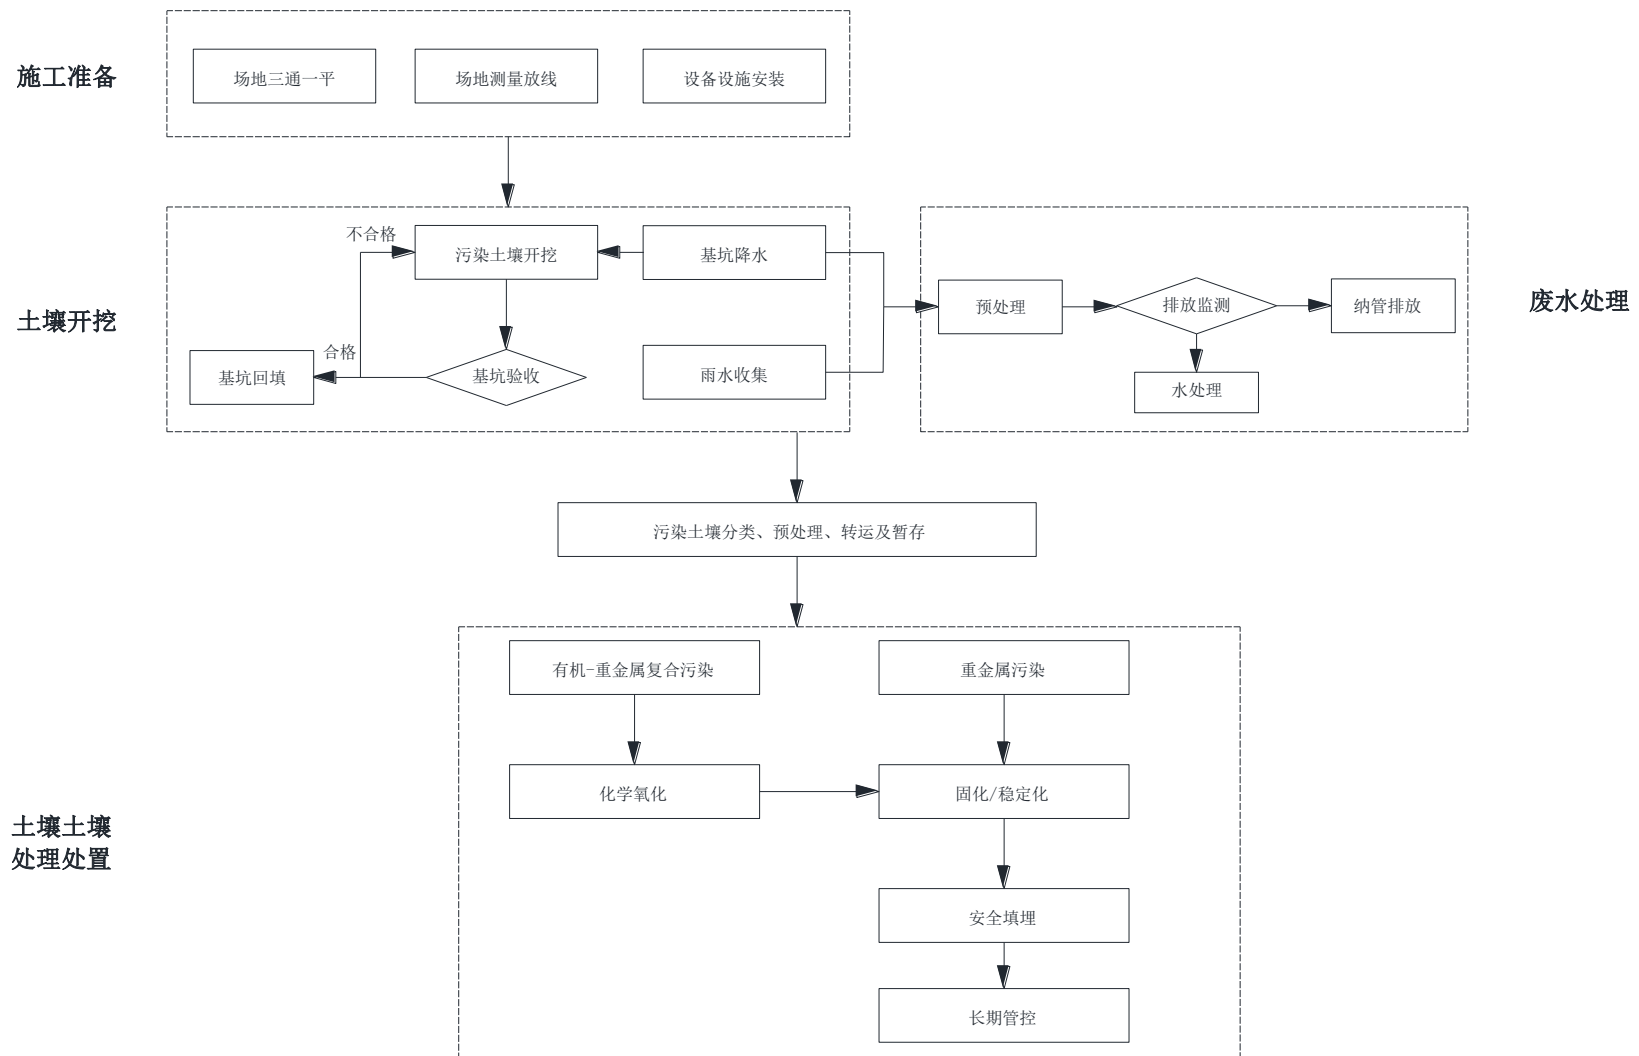 施工准备
场地三通一平
场地测量放线
设备设施安装
土壤开挖
不合格
污染土壤开挖
基坑降水
合格
基坑回填
基坑验收
雨水收集
预处理
排放监测
纳管排放
水处理
废水处理
污染土壤分类、预处理、转运及暂存
土壤土壤
处理处置
有机-重金属复合污染
重金属污染
化学氧化
固化/稳定化
安全填埋
长期管控